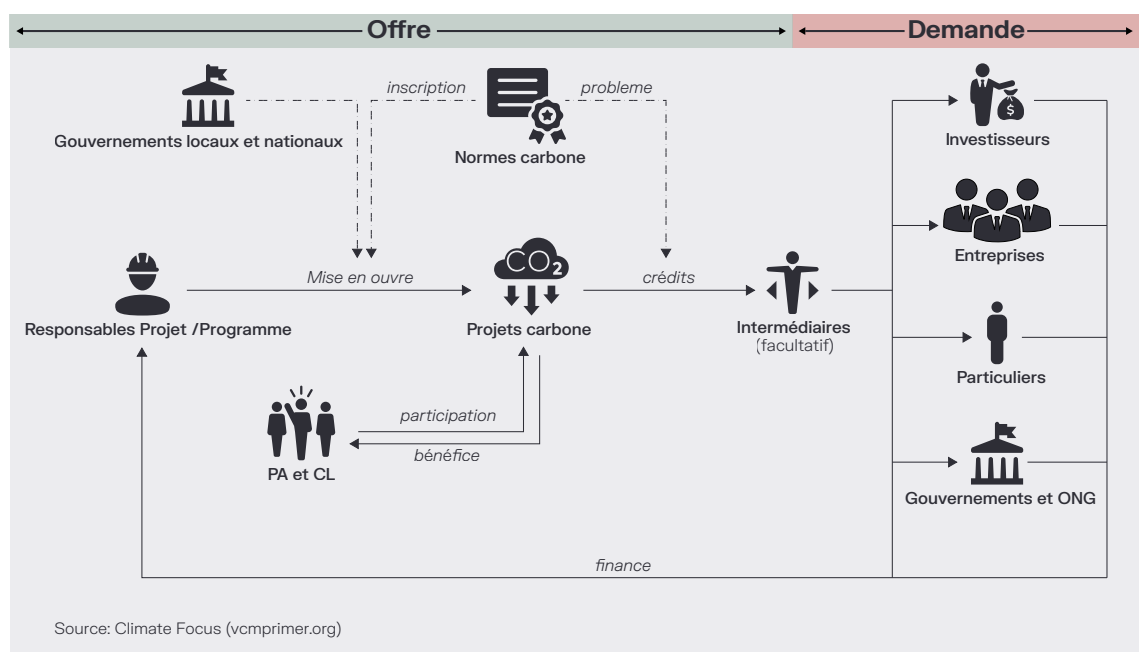 Offre
Demande
inscription
probleme
Gouvernements locaux et nationaux
Normes carbone
$
Investisseurs
Entreprises
CO2
Mise en ouvre
crédits
Responsables Projet /Programme
Projets carbone
Intermédiaires
(facultatif)
Particuliers
participation
bénéfice
PA et CL
Gouvernements et ONG
finance
Source: Climate Focus (vcmprimer.org)